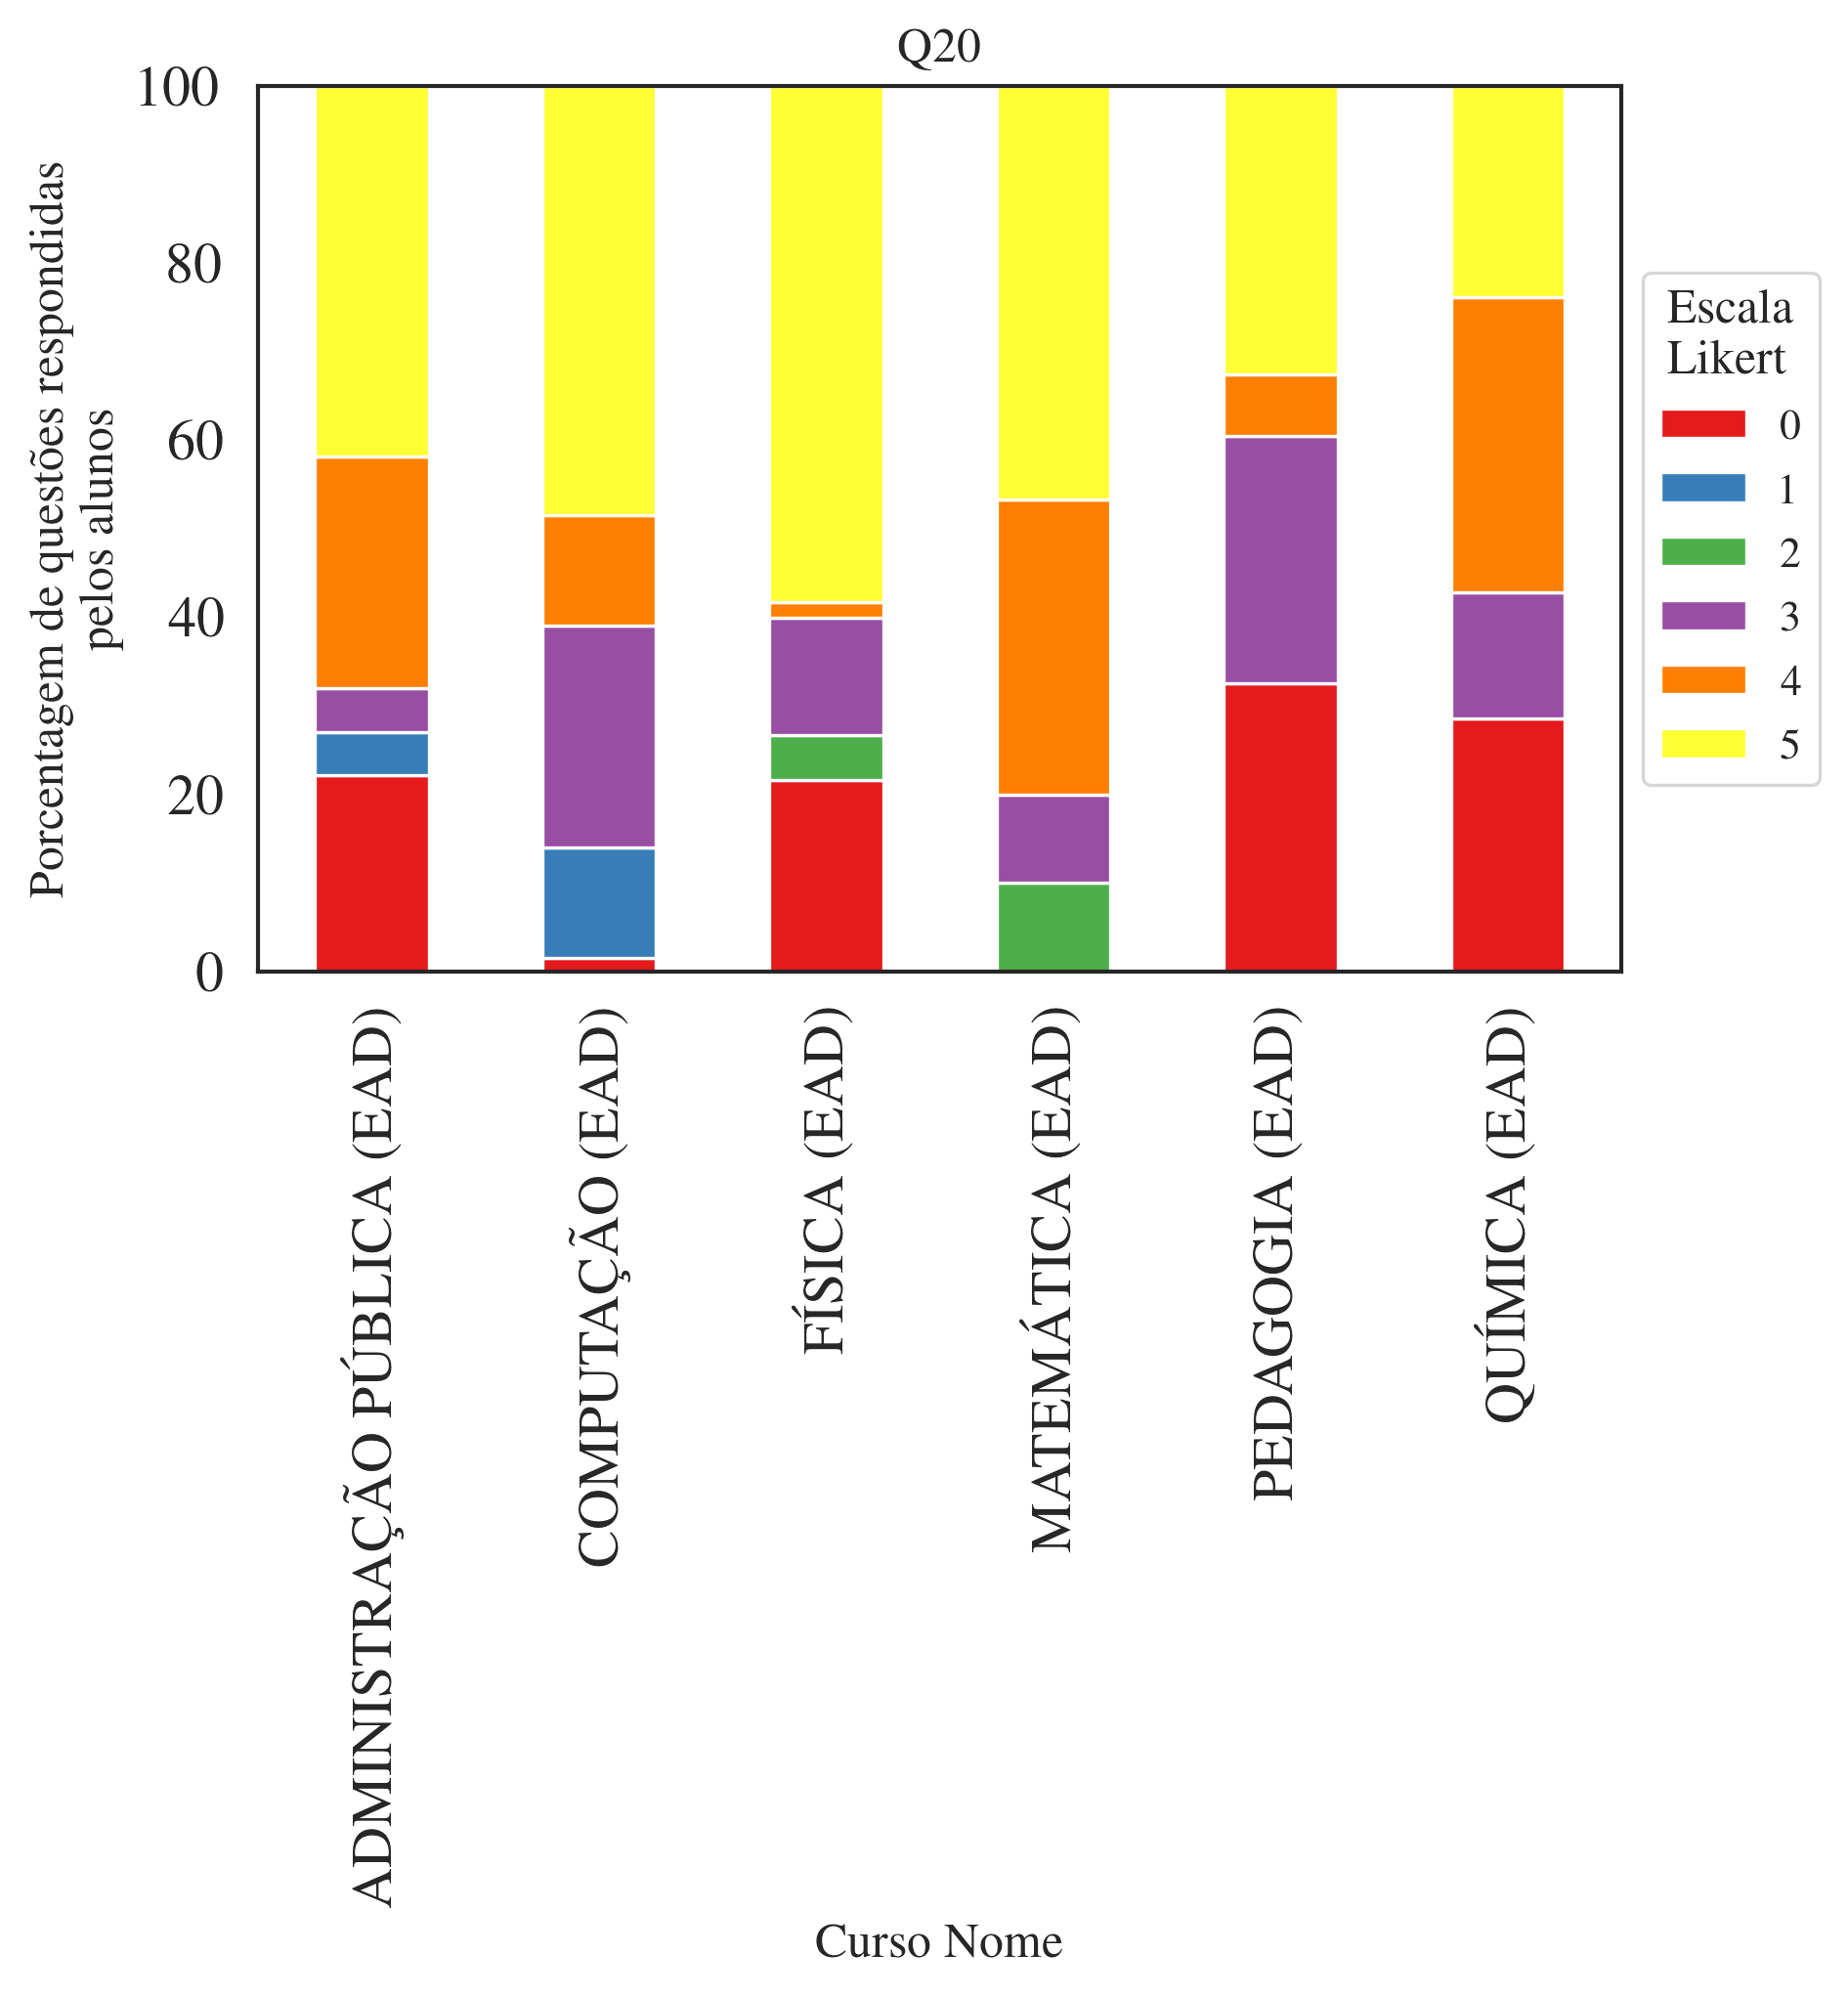 Q20
Porcentagem de questões respondidas
pelos alunos
100
80
60
40
20
0
Escala
Likert
0
1
2
3
4
5
ADMINISTRAÇÃO PÚBLICA (EAD)
COMPUTAÇÃO (EAD)
FÍSICA (EAD)
MATEMÁTICA (EAD)
PEDAGOGIA (EAD)
QUÍMICA (EAD)
Curso Nome